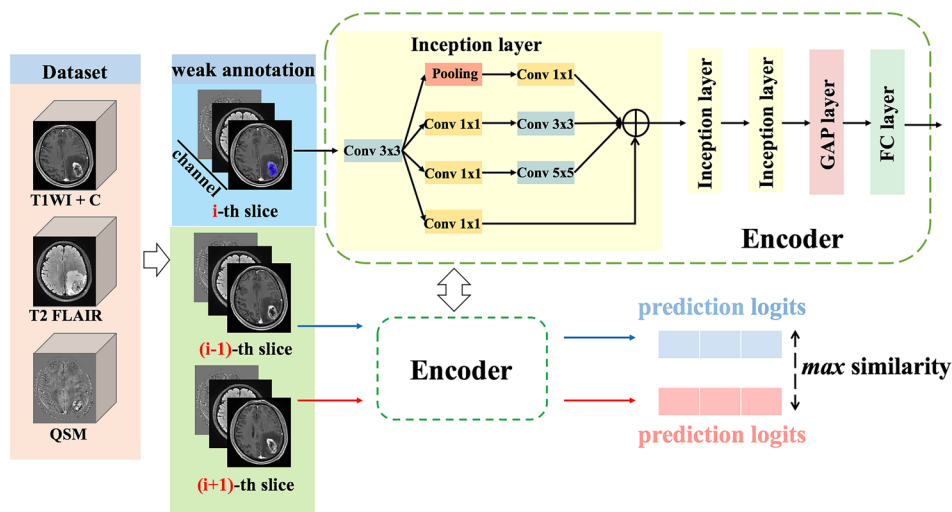 Dataset
T1WI + C
T2 FLAIR
QSM
weak annotation
channel
i-th slice
(i-1)-th slice
(i+1)-th slice
Inception layer
Conv 3x3
Pooling
Conv 1x1
Conv 1x1
Conv 3x3
Conv 1x1
Conv 5x5
Conv 1x1
Inception layer
Inception layer
GAP layer
FC layer
Encoder
Encoder
prediction logits
max similarity
prediction logits